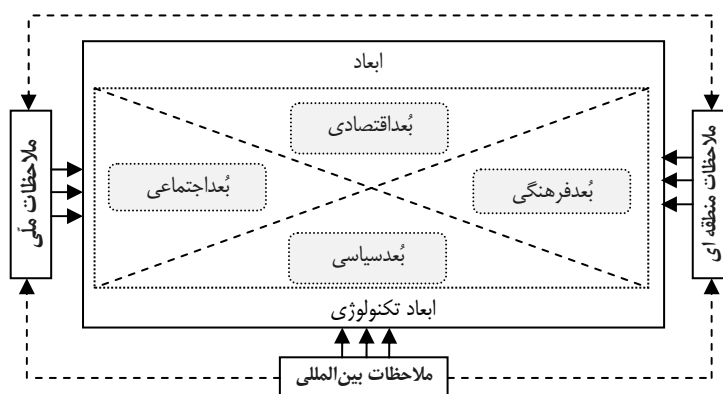 ابعاد
بُعداقتصادی
ملاحظات منطقه ای
بُعدفرهنگی
بُعداجتماعی
ملاحظات ملّی
بُعدسیاسی
ابعاد تکنولوژی
ملاحظات بین‌المللی